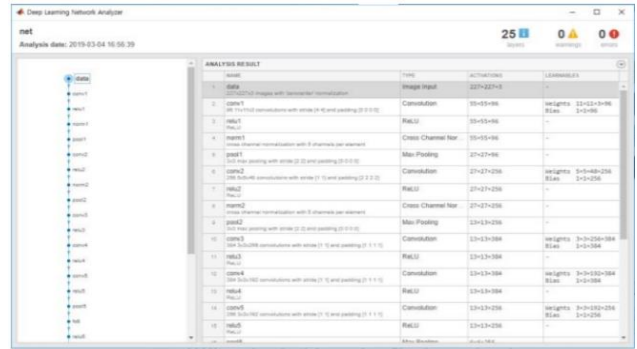 Deep Learning Network Analyzer
net
Analysis date: 2019-03-04 16:56:39
25
layers
0
warnings
0
errors
data
conv1
relu1
norm1
pool1
conv2
relu2
norm2
pool2
conv3
relu3
conv4
relu4
conv5
relu5
pool5
fc6
relu6
ANALYSIS RESULT
NAME TYPE ACTIVATIONS LEARNABLES
1 data Image Input 227×227×3 -
227x227x3 images with 'zerocenter' normalization
2 conv1 Convolution 55×55×96 Weights 11×11×3×96
96 11x11x3 convolutions with stride [4 4] and padding [0 0 0 0] Bias 1×1×96
3 relu1 ReLU 55×55×96 -
ReLU
4 norm1 Cross Channel Nor... 55×55×96 -
cross channel normalization with 5 channels per element
5 pool1 Max Pooling 27×27×96 -
3x3 max pooling with stride [2 2] and padding [0 0 0 0]
6 conv2 Convolution 27×27×256 Weights 5×5×48×256
256 5x5x48 convolutions with stride [1 1] and padding [2 2 2 2] Bias 1×1×256
7 relu2 ReLU 27×27×256 -
ReLU
8 norm2 Cross Channel Nor... 27×27×256 -
cross channel normalization with 5 channels per element
9 pool2 Max Pooling 13×13×256 -
3x3 max pooling with stride [2 2] and padding [0 0 0 0]
10 conv3 Convolution 13×13×384 Weights 3×3×256×384
384 3x3x256 convolutions with stride [1 1] and padding [1 1 1 1] Bias 1×1×384
11 relu3 ReLU 13×13×384 -
ReLU
12 conv4 Convolution 13×13×384 Weights 3×3×192×384
384 3x3x192 convolutions with stride [1 1] and padding [1 1 1 1] Bias 1×1×384
13 relu4 ReLU 13×13×384 -
ReLU
14 conv5 Convolution 13×13×256 Weights 3×3×192×256
256 3x3x192 convolutions with stride [1 1] and padding [1 1 1 1] Bias 1×1×256
15 relu5 ReLU 13×13×256 -
ReLU